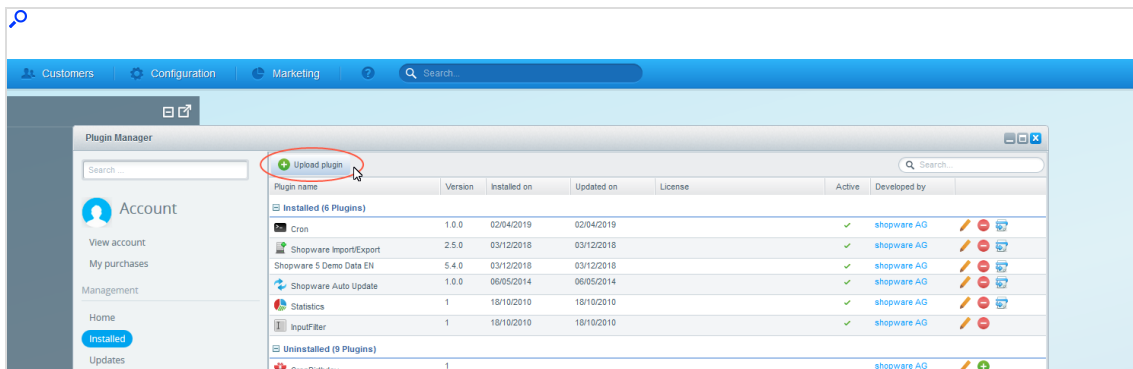 Customers Configuration Marketing ? Search...
Plugin Manager
Search ...
Account
View account
My purchases
Management
Home
Installed
Updates
Upload plugin Search...
Plugin name Version Installed on Updated on License Active Developed by
Installed (6 Plugins)
Cron 1.0.0 02/04/2019 02/04/2019 shopware AG
Shopware Import/Export 2.5.0 03/12/2018 03/12/2018 shopware AG
Shopware 5 Demo Data EN 5.4.0 03/12/2018 03/12/2018 shopware AG
Shopware Auto Update 1.0.0 06/05/2014 06/05/2014 shopware AG
Statistics 1 18/10/2010 18/10/2010 shopware AG
InputFilter 1 18/10/2010 18/10/2010 shopware AG
Uninstalled (9 Plugins)
1 shopware AG